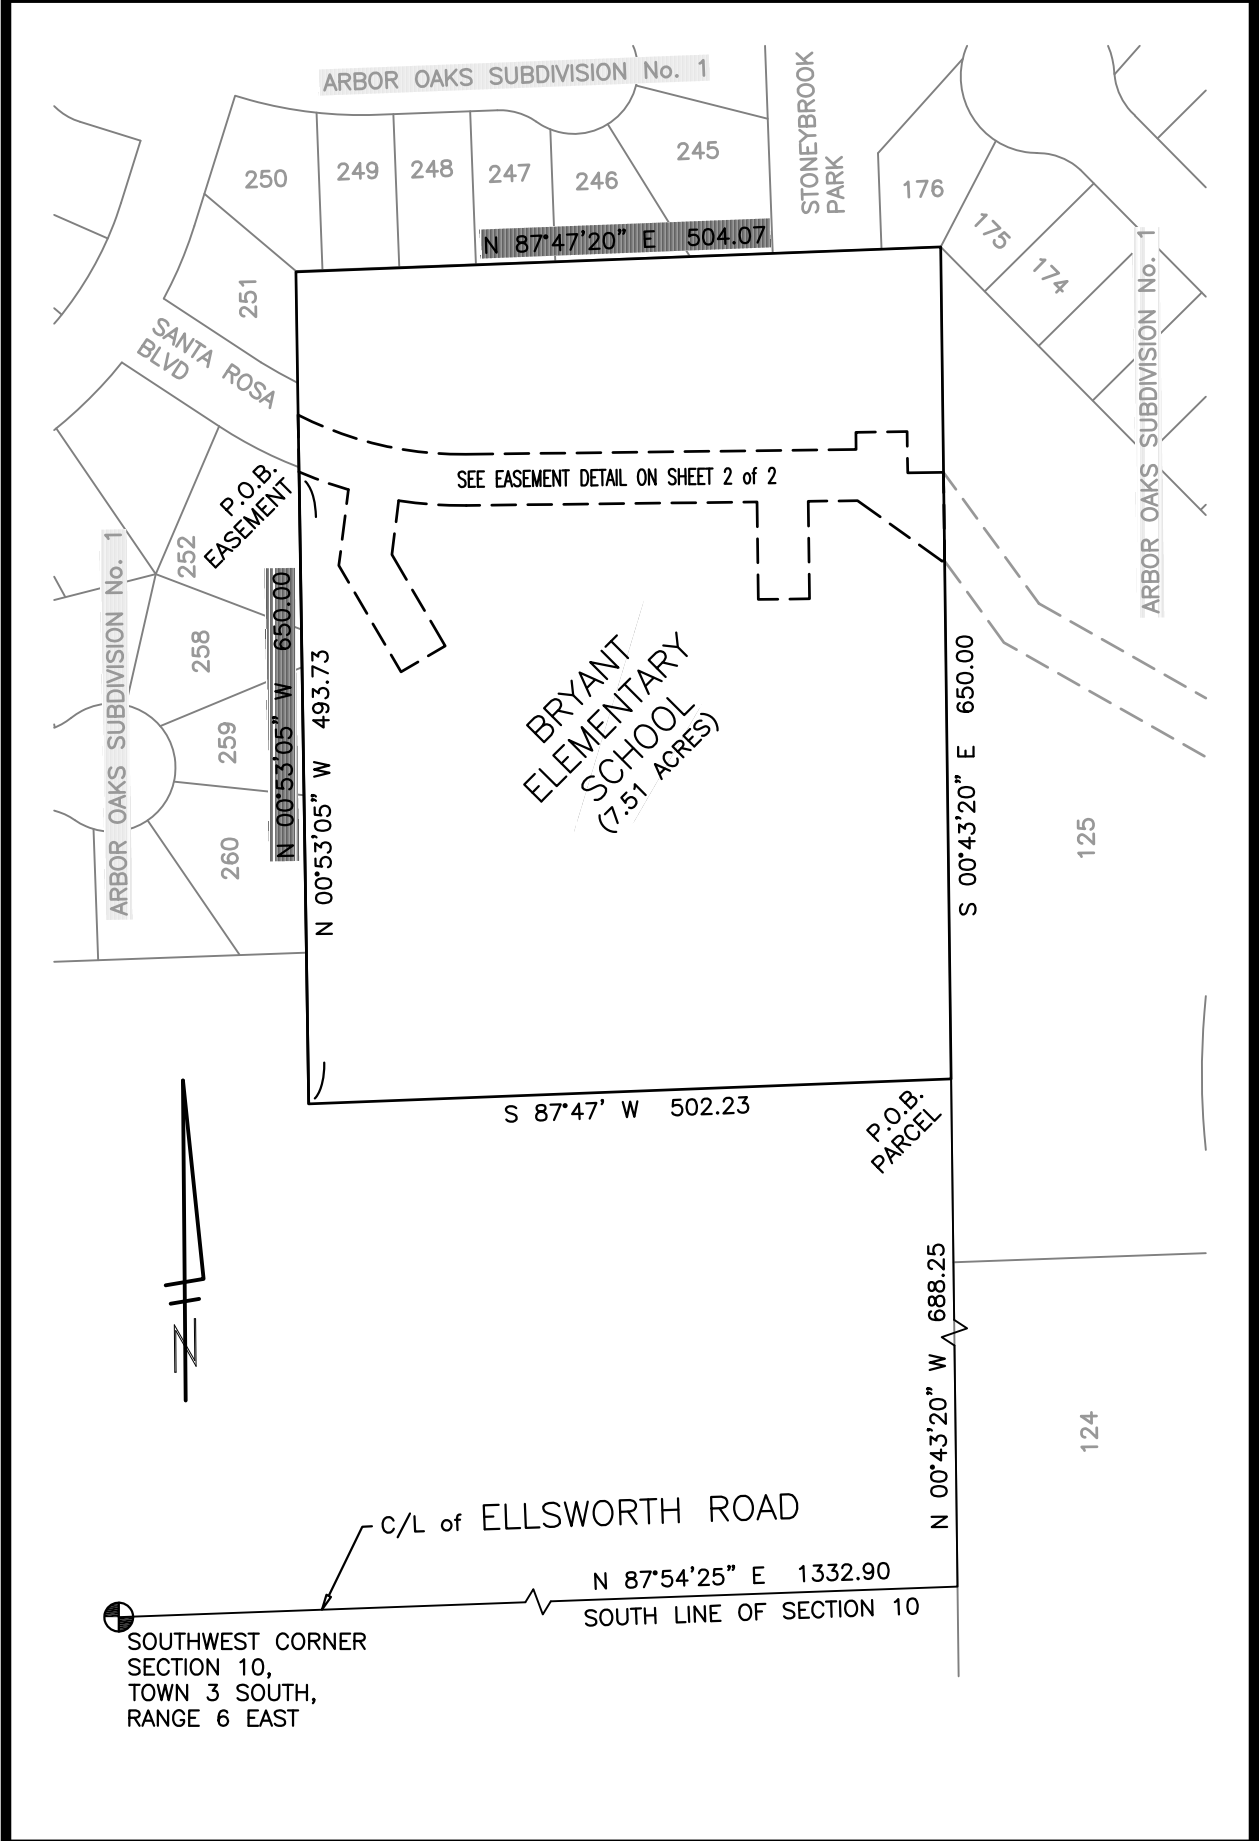 ARBOR OAKS SUBDIVISION No. 1
STONEYBROOK
PARK
250
249
248
247
246
245
176
175
174
N 87°47'20" E 504.07
251
SANTA ROSA
BLVD
ARBOR OAKS SUBDIVISION No. 1
P.O.B.
EASEMENT
SEE EASEMENT DETAIL ON SHEET 2 of 2
252
258
259
260
ARBOR OAKS SUBDIVISION No. 1
N 00°53'05" W 650.00
N 00°53'05" W 493.73
BRYANT
ELEMENTARY
SCHOOL
(7.51 ACRES)
S 00°43'20" E 650.00
125
S 87°47' W 502.23
P.O.B.
PARCEL
N
N 00°43'20" W 688.25
124
C/L of ELLSWORTH ROAD
N 87°54'25" E 1332.90
SOUTH LINE OF SECTION 10
SOUTHWEST CORNER
SECTION 10,
TOWN 3 SOUTH,
RANGE 6 EAST